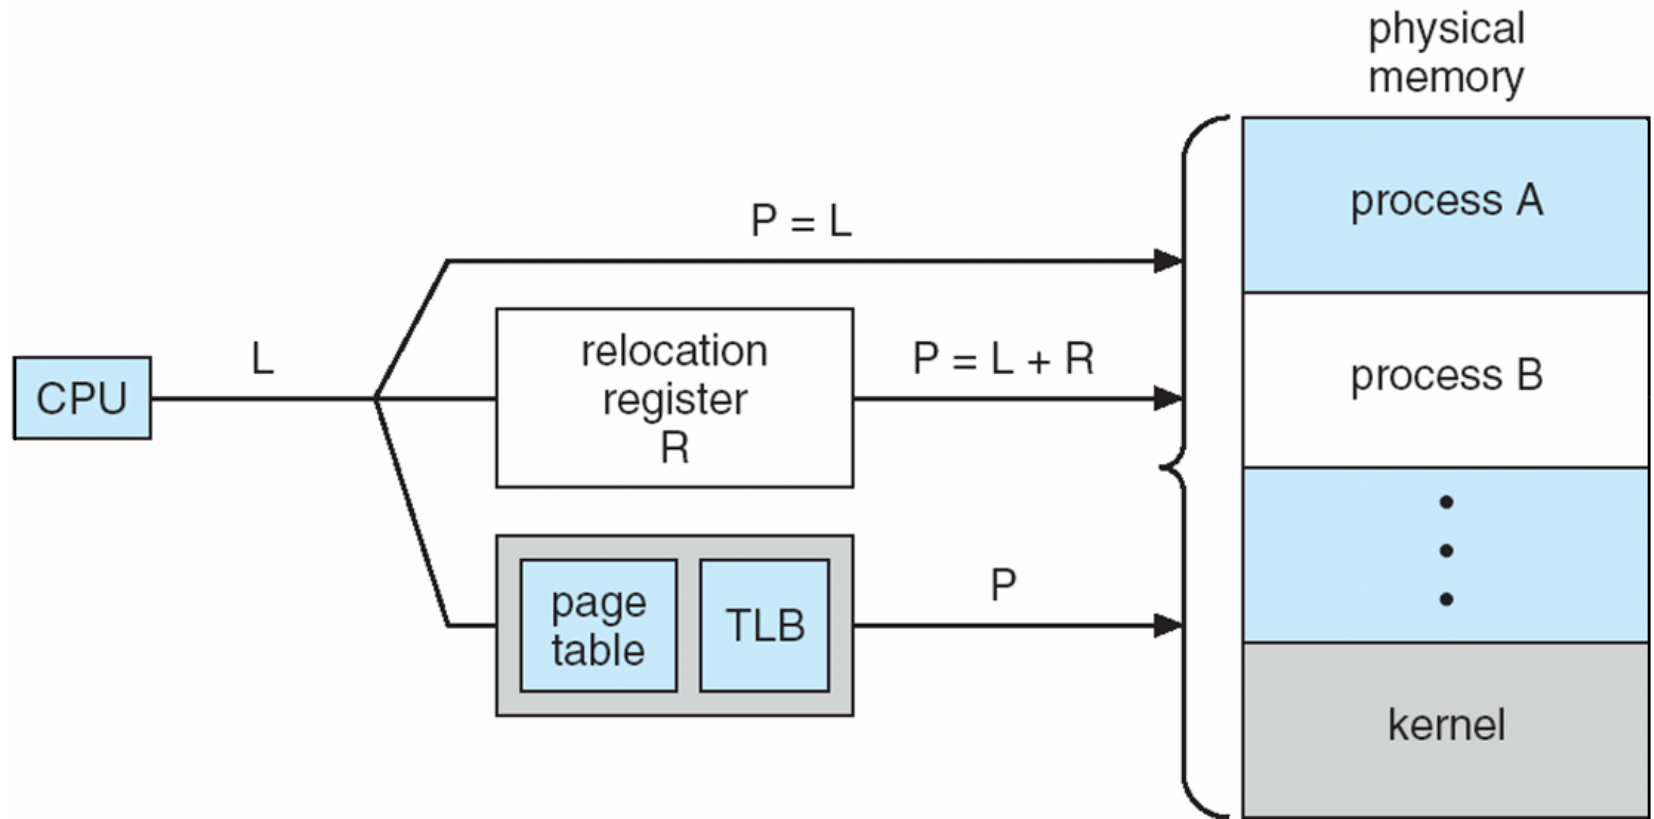 physical
memory
process A
P = L
relocation
register
R
P = L + R
L
CPU
process B
page
table
TLB
P
kernel